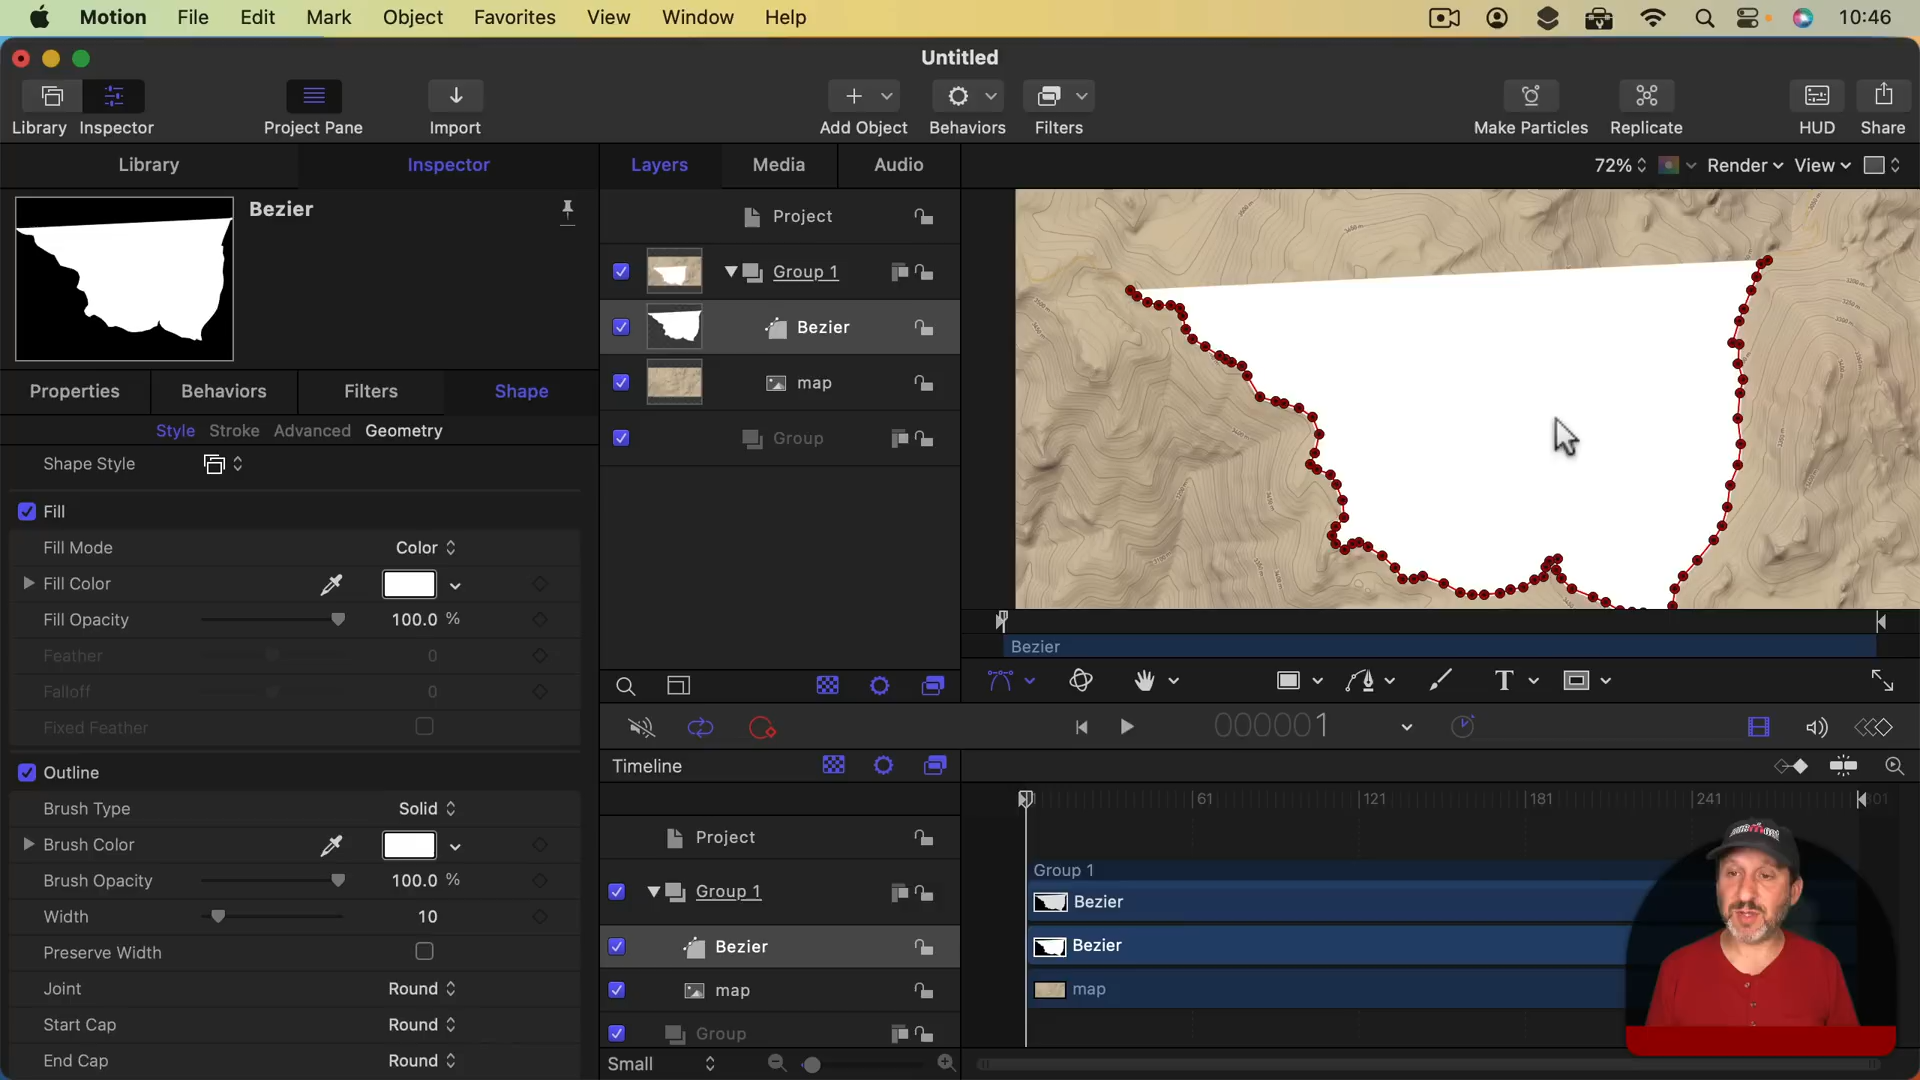 Motion File Edit Mark Object Favorites View Window Help 10:46
Untitled
Library Inspector Project Pane Import Add Object Behaviors Filters Make Particles Replicate HUD Share
Library Inspector Layers Media Audio 72% Render View
Bezier
Project
Group 1
Bezier
map
Group
Properties Behaviors Filters Shape
Style Stroke Advanced Geometry
Shape Style
Fill
Fill Mode Color
Fill Color
Fill Opacity 100.0 %
Feather 0
Falloff 0
Fixed Feather
Outline
Brush Type Solid
Brush Color
Brush Opacity 100.0 %
Width 10
Preserve Width
Joint Round
Start Cap Round
End Cap Round
Bezier
T
000001
Timeline
61 121 181 241 301
Project
Group 1
Bezier
map
Group
Group 1
Bezier
Bezier
map
Small